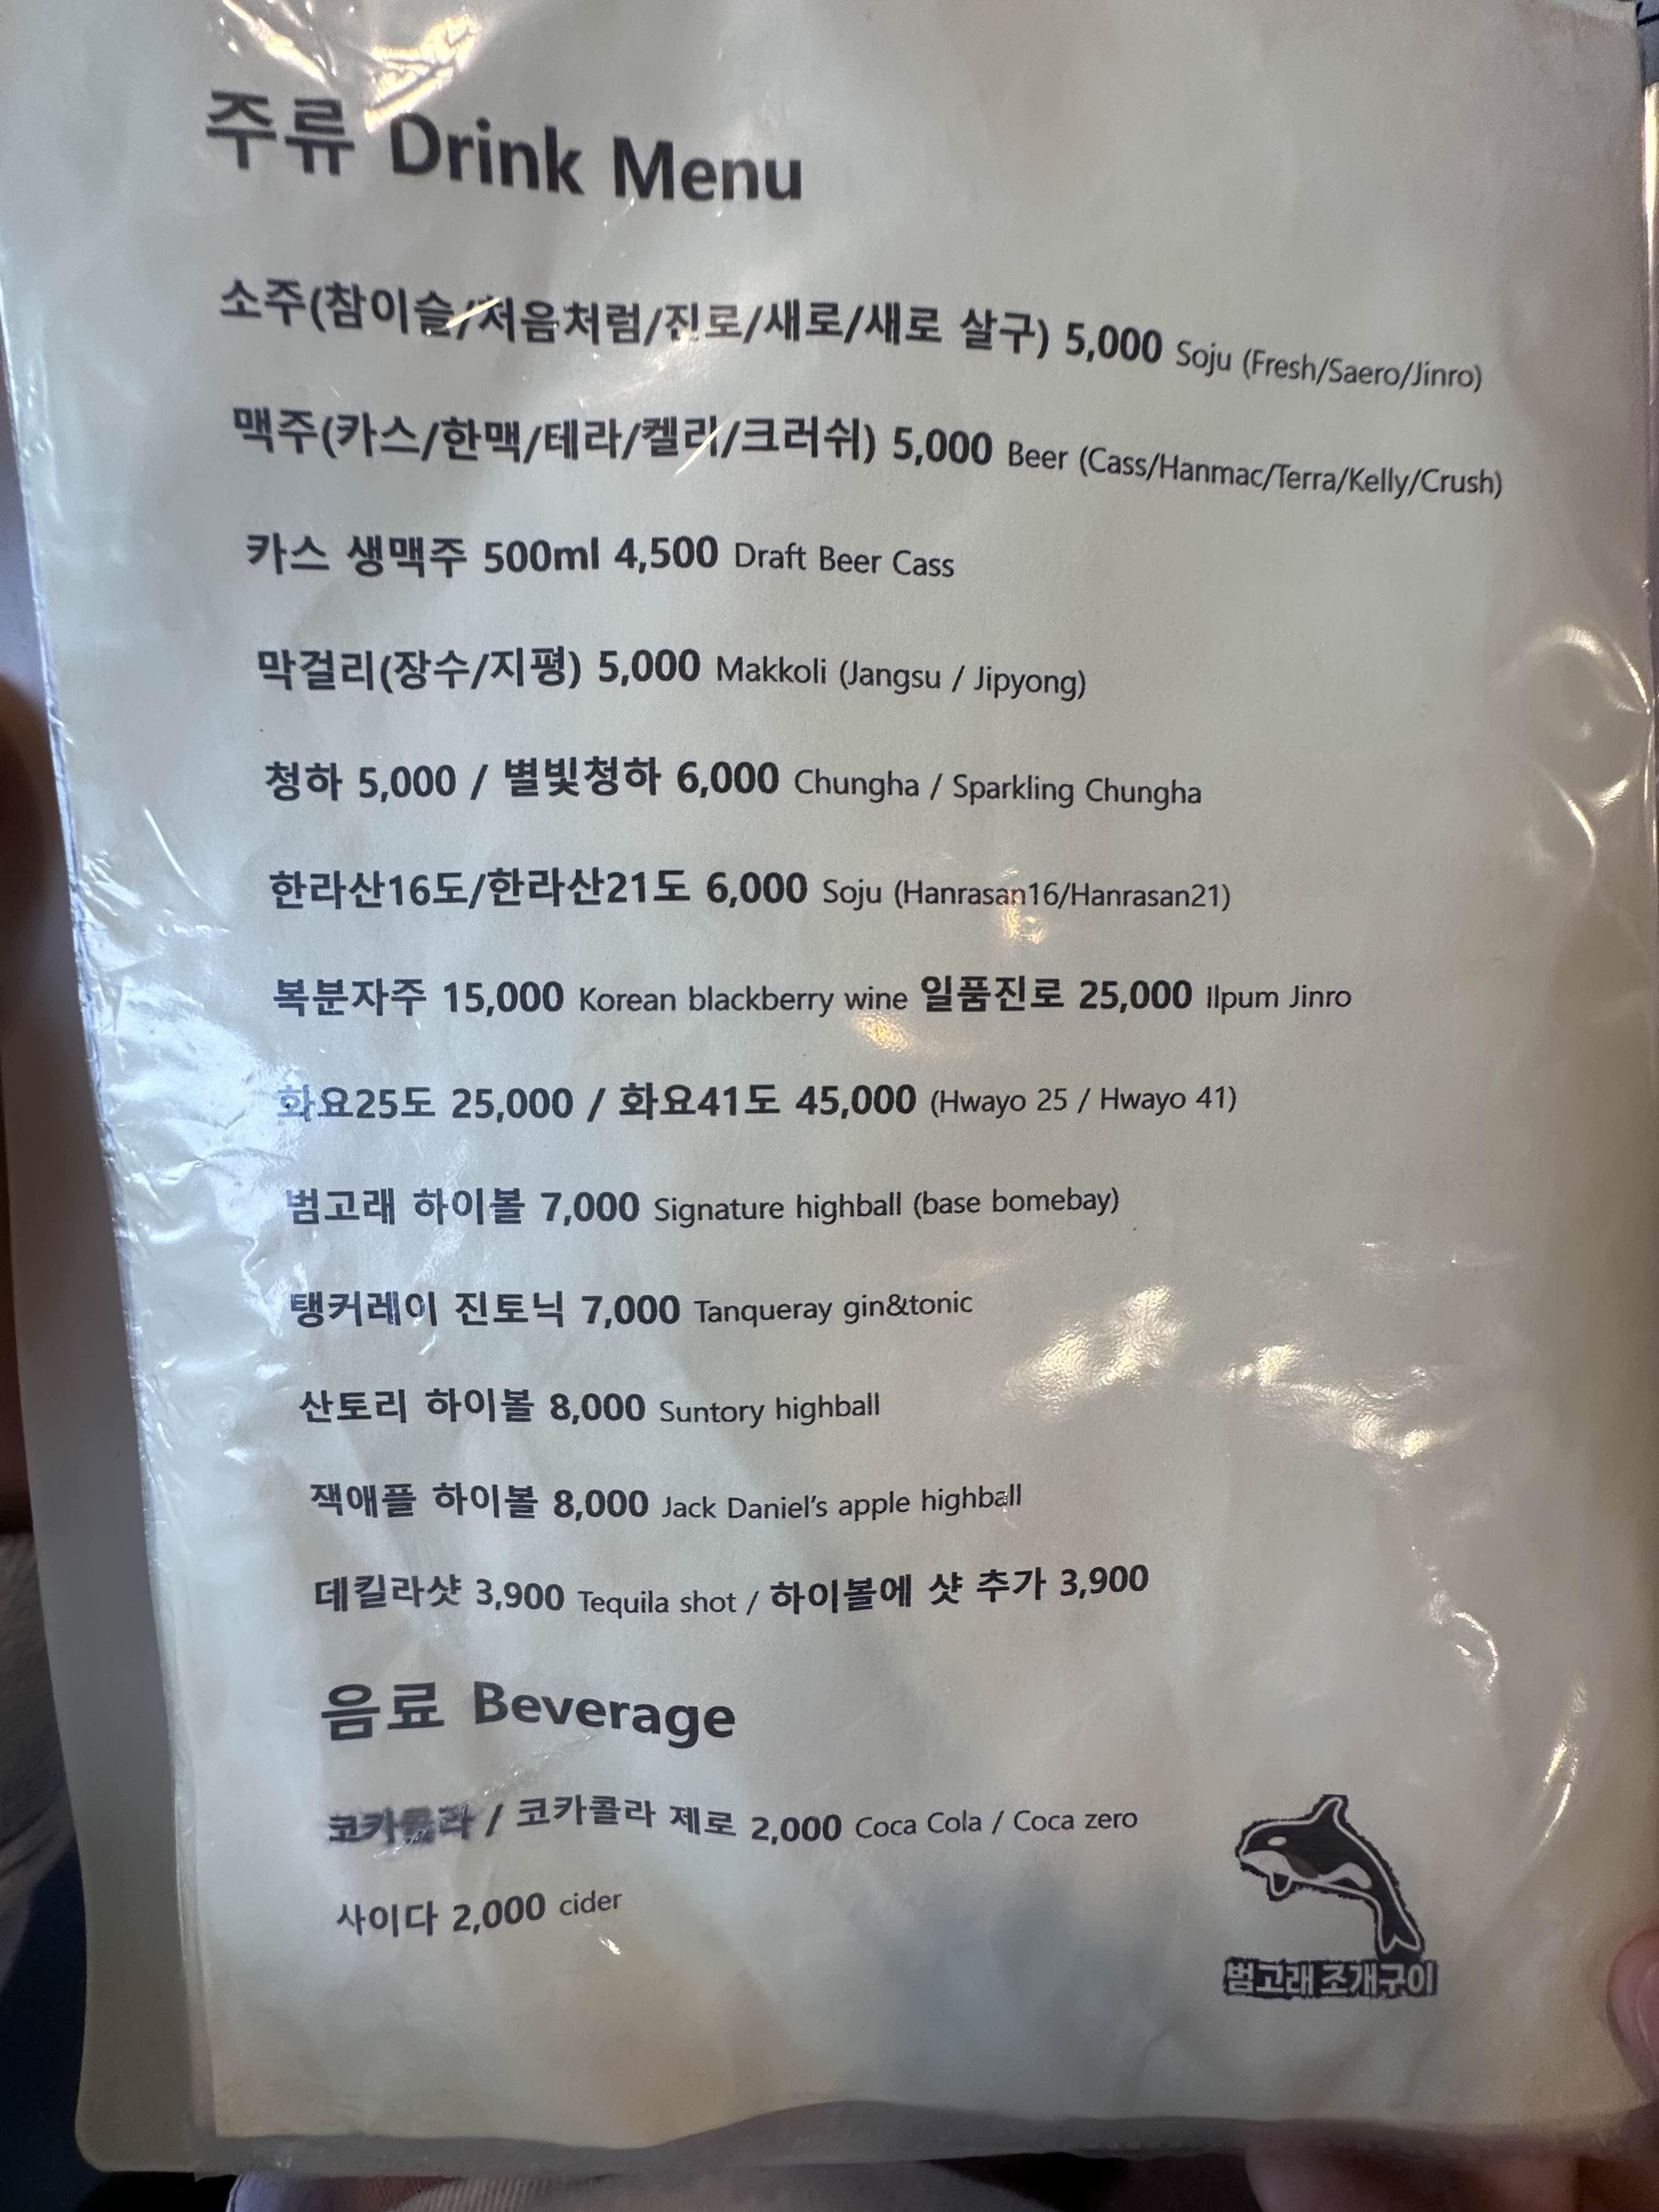 주류 Drink Menu
소주(참이슬/처음처럼/진로/새로/새로 살구) 5,000 Soju (Fresh/Saero/Jinro)
맥주(카스/한맥/테라/켈리/크러쉬) 5,000 Beer (Cass/Hanmac/Terra/Kelly/Crush)
카스 생맥주 500ml 4,500 Draft Beer Cass
막걸리(장수/지평) 5,000 Makkoli (Jangsu / Jipyong)
청하 5,000 / 별빛청하 6,000 Chungha / Sparkling Chungha
한라산16도/한라산21도 6,000 Soju (Hanrasan16/Hanrasan21)
복분자주 15,000 Korean blackberry wine 일품진로 25,000 Ilpum Jinro
화요25도 25,000 / 화요41도 45,000 (Hwayo 25 / Hwayo 41)
범고래 하이볼 7,000 Signature highball (base bomebay)
탱커레이 진토닉 7,000 Tanqueray gin&tonic
산토리 하이볼 8,000 Suntory highball
잭애플 하이볼 8,000 Jack Daniel's apple highball
데킬라샷 3,900 Tequila shot / 하이볼에 샷 추가 3,900
음료 Beverage
코카콜라 / 코카콜라 제로 2,000 Coca Cola / Coca zero
사이다 2,000 cider
범고래 조개구이